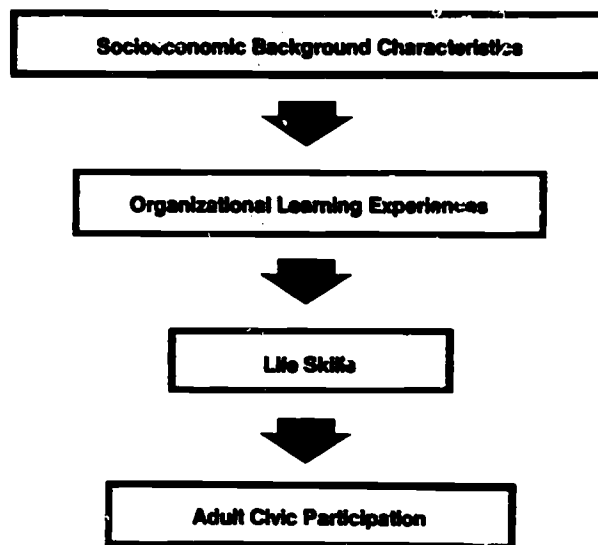 Socioeconomic Background Characteristics
Organizational Learning Experiences
Life Skills
Adult Civic Participation